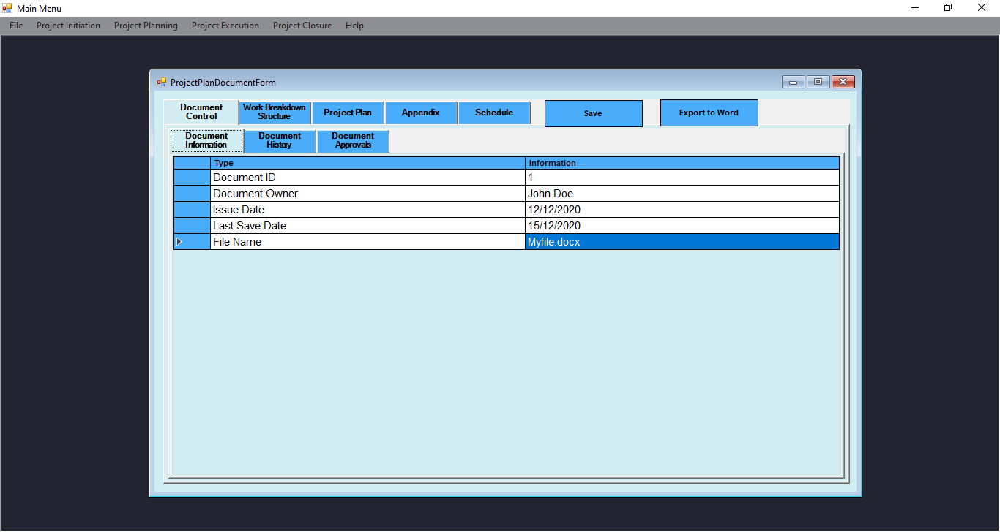 Main Menu
File Project Initiation Project Planning Project Execution Project Closure Help
ProjectPlanDocumentForm
Document
Control
Work Breakdown
Structure
Project Plan
Appendix
Schedule
Save
Export to Word
Document
Information
Document
History
Document
Approvals
Type Information
Document ID 1
Document Owner John Doe
Issue Date 12/12/2020
Last Save Date 15/12/2020
File Name Myfile.docx